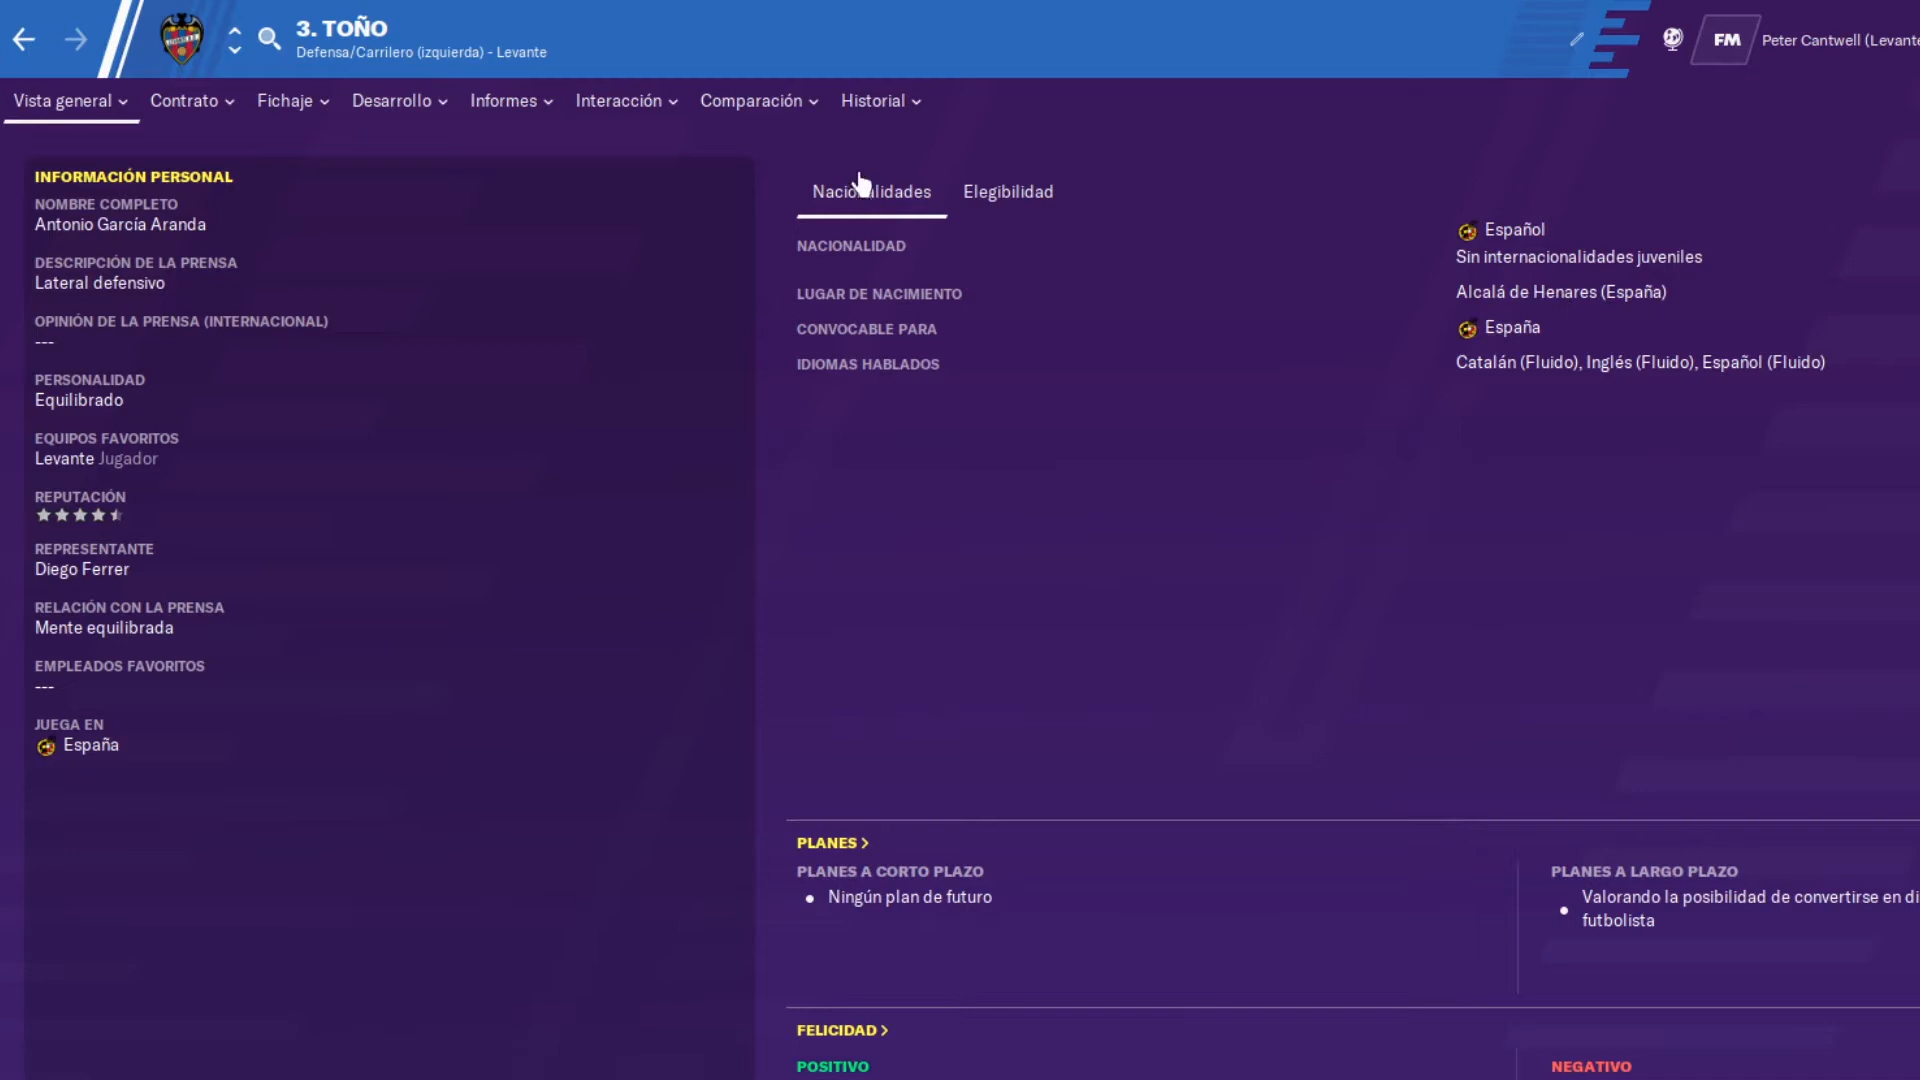 3. TOÑO
Defensa/Carrilero (izquierda) - Levante
FM
Peter Cantwell (Levante
Vista general
Contrato
Fichaje
Desarrollo
Informes
Interacción
Comparación
Historial
INFORMACIÓN PERSONAL
NOMBRE COMPLETO
Antonio García Aranda
DESCRIPCIÓN DE LA PRENSA
Lateral defensivo
OPINIÓN DE LA PRENSA (INTERNACIONAL)
---
PERSONALIDAD
Equilibrado
EQUIPOS FAVORITOS
Levante Jugador
REPUTACIÓN
REPRESENTANTE
Diego Ferrer
RELACIÓN CON LA PRENSA
Mente equilibrada
EMPLEADOS FAVORITOS
---
JUEGA EN
España
Nacionalidades
Elegibilidad
NACIONALIDAD
Español
Sin internacionalidades juveniles
LUGAR DE NACIMIENTO
Alcalá de Henares (España)
CONVOCABLE PARA
España
IDIOMAS HABLADOS
Catalán (Fluido), Inglés (Fluido), Español (Fluido)
PLANES >
PLANES A CORTO PLAZO
• Ningún plan de futuro
PLANES A LARGO PLAZO
• Valorando la posibilidad de convertirse en di
futbolista
FELICIDAD >
POSITIVO
NEGATIVO